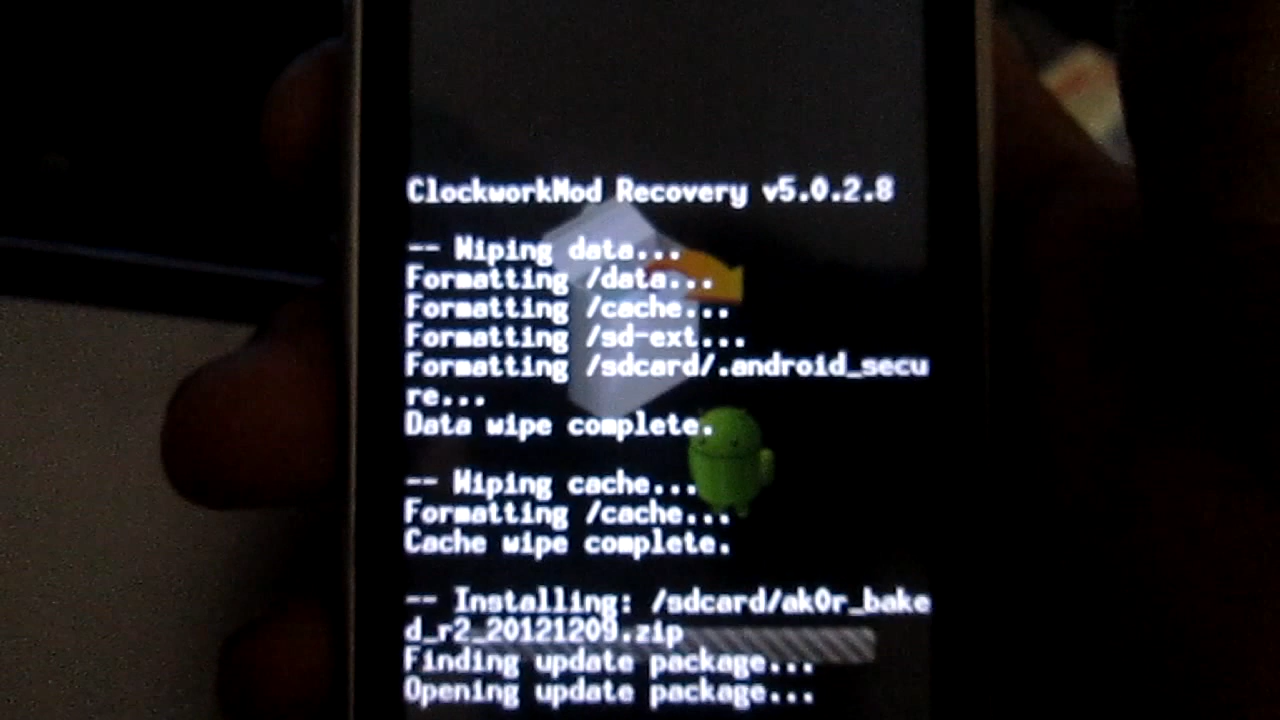 ClockworkMod Recovery v5.0.2.8
-- Wiping data...
Formatting /data...
Formatting /cache...
Formatting /sd-ext...
Formatting /sdcard/.android_secu
re...
Data wipe complete.
-- Wiping cache...
Formatting /cache...
Cache wipe complete.
-- Installing: /sdcard/ak0r_bake
d_r2_20121209.zip
Finding update package...
Opening update package...